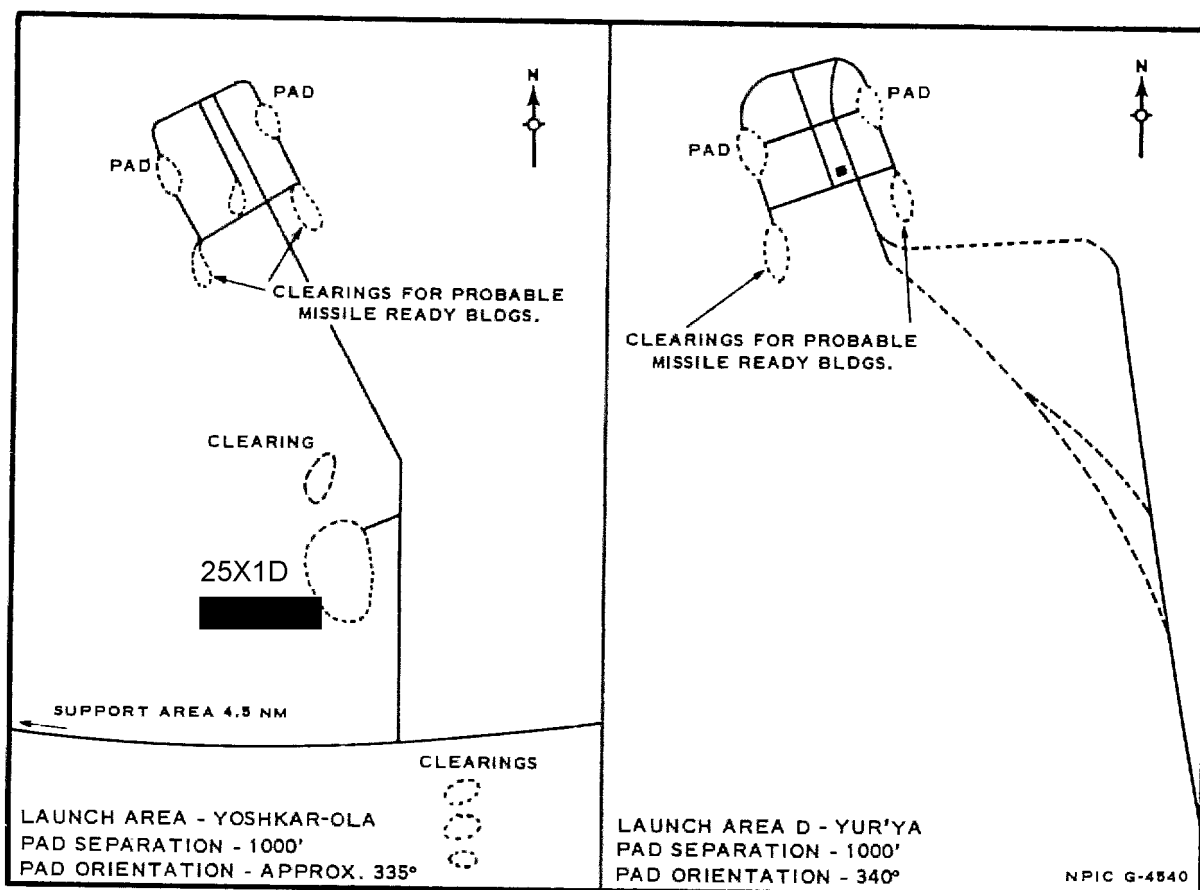 PAD
PAD
N
CLEARINGS FOR PROBABLE
MISSILE READY BLDGS.
CLEARING
25X1D
SUPPORT AREA 4.5 NM
CLEARINGS
LAUNCH AREA - YOSHKAR-OLA
PAD SEPARATION - 1000'
PAD ORIENTATION - APPROX. 335°
PAD
PAD
N
CLEARINGS FOR PROBABLE
MISSILE READY BLDGS.
LAUNCH AREA D - YUR'YA
PAD SEPARATION - 1000'
PAD ORIENTATION - 340°
NPIC G-4540